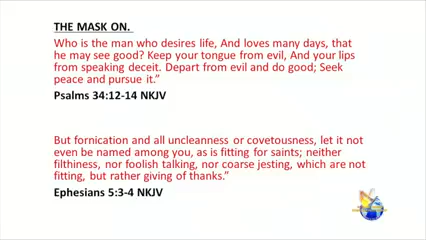 THE MASK ON.
Who is the man who desires life, And loves many days, that
he may see good? Keep your tongue from evil, And your lips
from speaking deceit. Depart from evil and do good; Seek
peace and pursue it.”
Psalms 34:12-14 NKJV
But fornication and all uncleanness or covetousness, let it not
even be named among you, as is fitting for saints; neither
filthiness, nor foolish talking, nor coarse jesting, which are not
fitting, but rather giving of thanks.”
Ephesians 5:3-4 NKJV